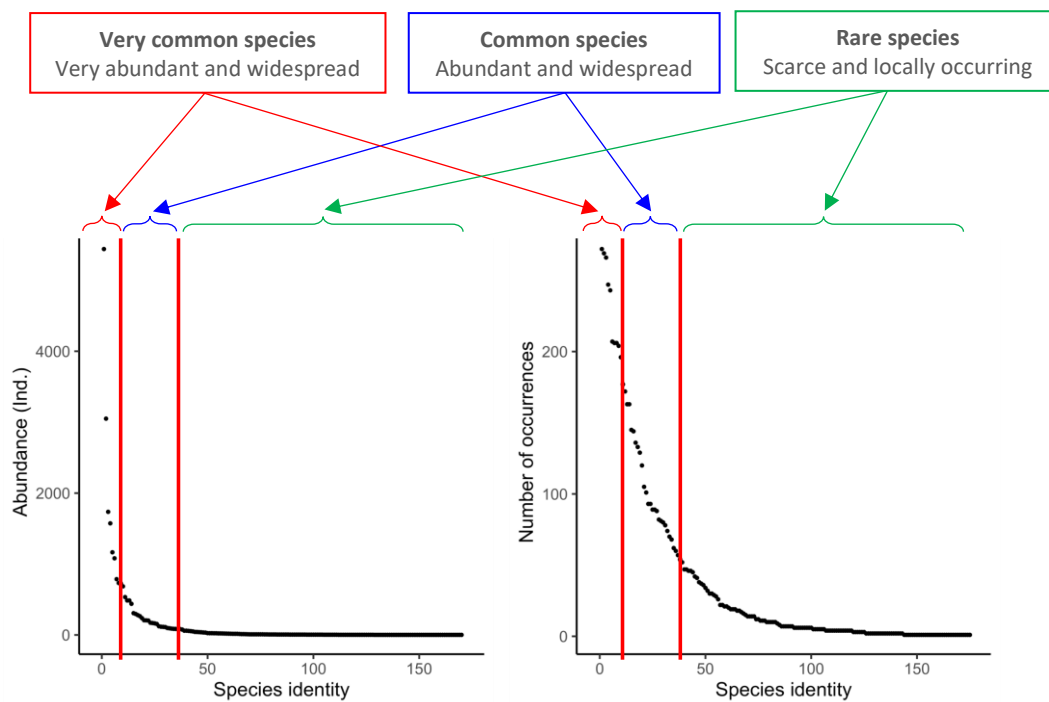 Very common species
Very abundant and widespread
Common species
Abundant and widespread
Rare species
Scarce and locally occurring
Abundance (Ind.)
4000
2000
0
0
50
100
150
Species identity
Number of occurrences
200
100
0
0
50
100
150
Species identity